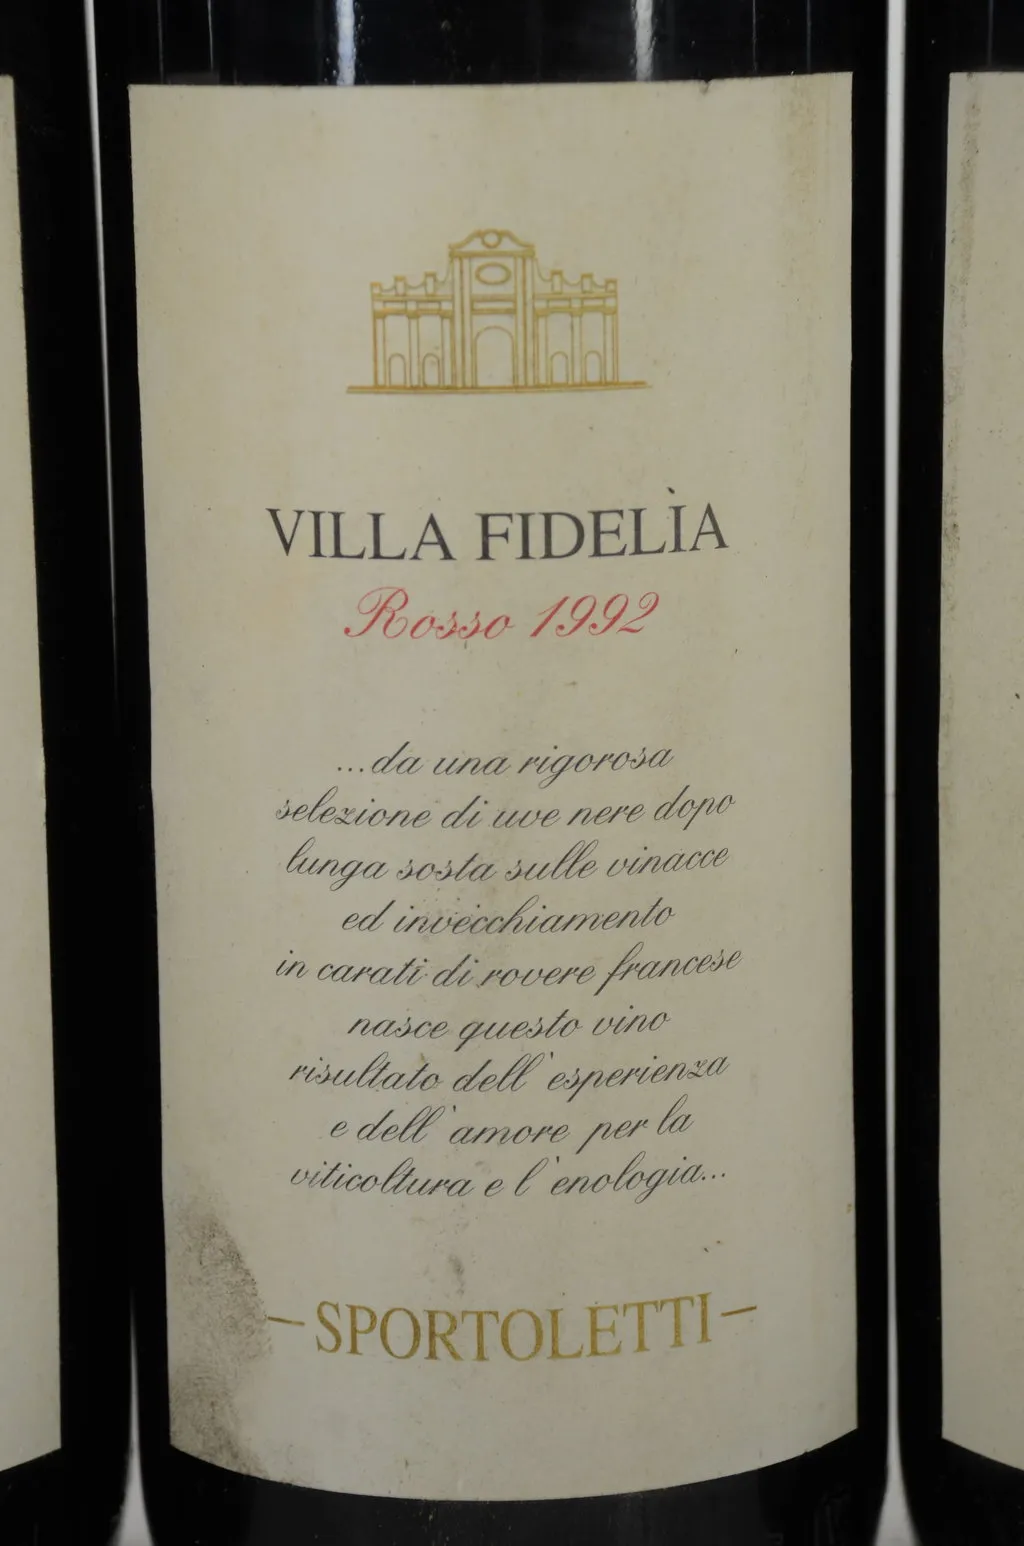 VILLA FIDELÌA
Rosso 1992
...da una rigorosa
selezione di uve nere dopo
lunga sosta sulle vinacce
ed invecchiamento
in carati di rovere francese
nasce questo vino
risultato dell'esperienza
e dell'amore per la
viticoltura e l'enologia...
-SPORTOLETTI-